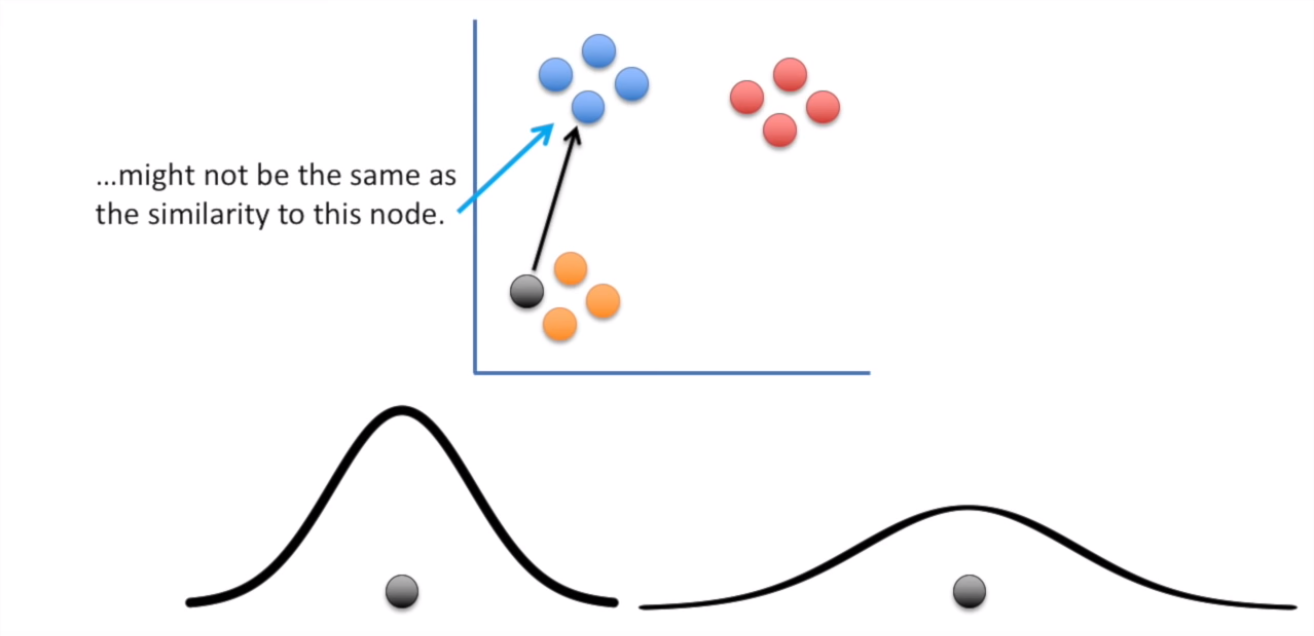 ...might not be the same as
the similarity to this node.